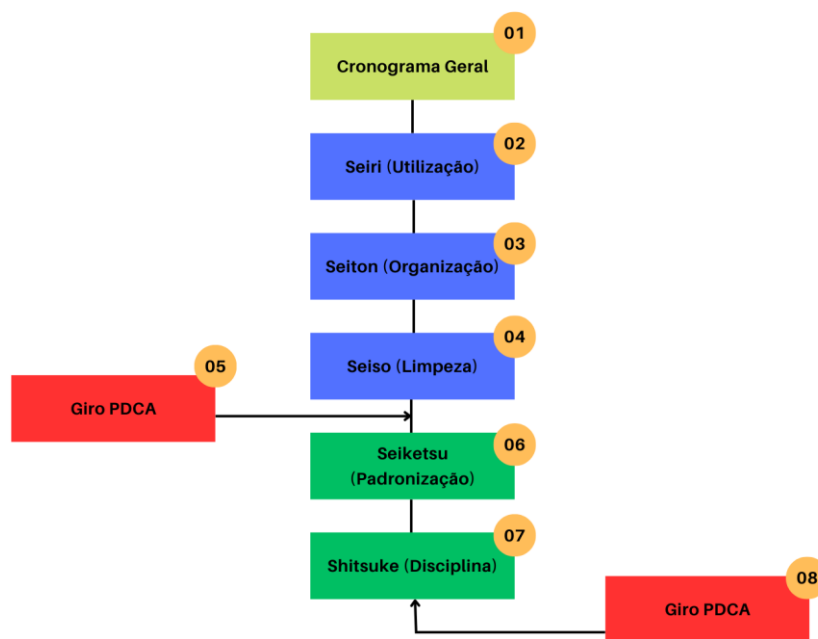 01
Cronograma Geral
02
Seiri (Utilização)
03
Seiton (Organização)
04
Seiso (Limpeza)
05
Giro PDCA
06
Seiketsu
(Padronização)
07
Shitsuke (Disciplina)
08
Giro PDCA